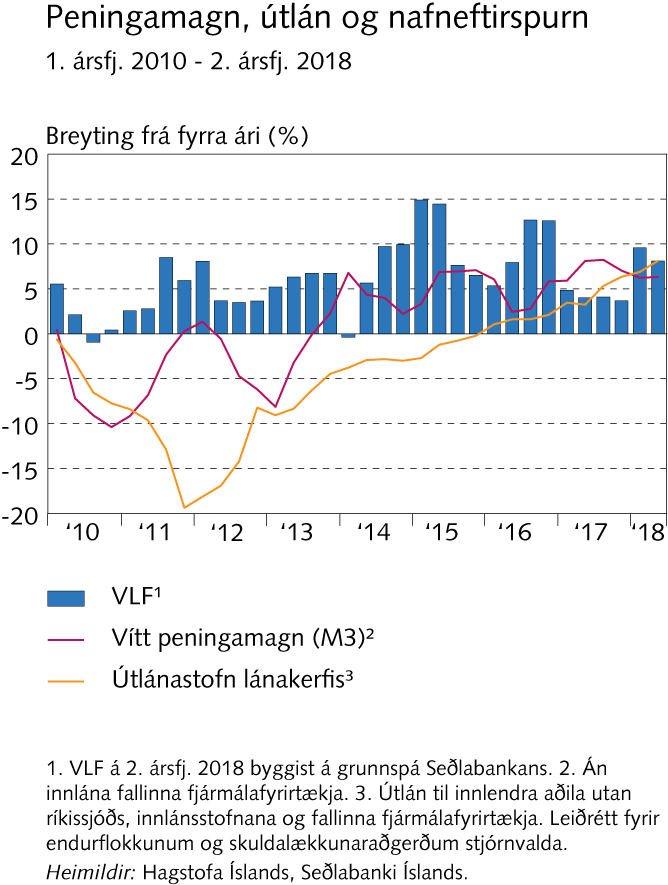 Peningamagn, útlán og nafneftirspurn
1. ársfj. 2010 - 2. ársfj. 2018
Breyting frá fyrra ári (%)
20
15
10
5
0
-5
-10
-15
-20
‘10 ‘11 ‘12 ‘13 ‘14 ‘15 ‘16 ‘17 ‘18
VLF¹
Vítt peningamagn (M3)²
Útlánastofn lánakerfis³
1. VLF á 2. ársfj. 2018 byggist á grunnspá Seðlabankans. 2. Án
innlána fallinna fjármálafyrirtækja. 3. Útlán til innlendra aðila utan
ríkissjóðs, innlánsstofnana og fallinna fjármálafyrirtækja. Leiðrétt fyrir
endurflokkunum og skuldalækkunaraðgerðum stjórnvalda.
Heimildir: Hagstofa Íslands, Seðlabanki Íslands.